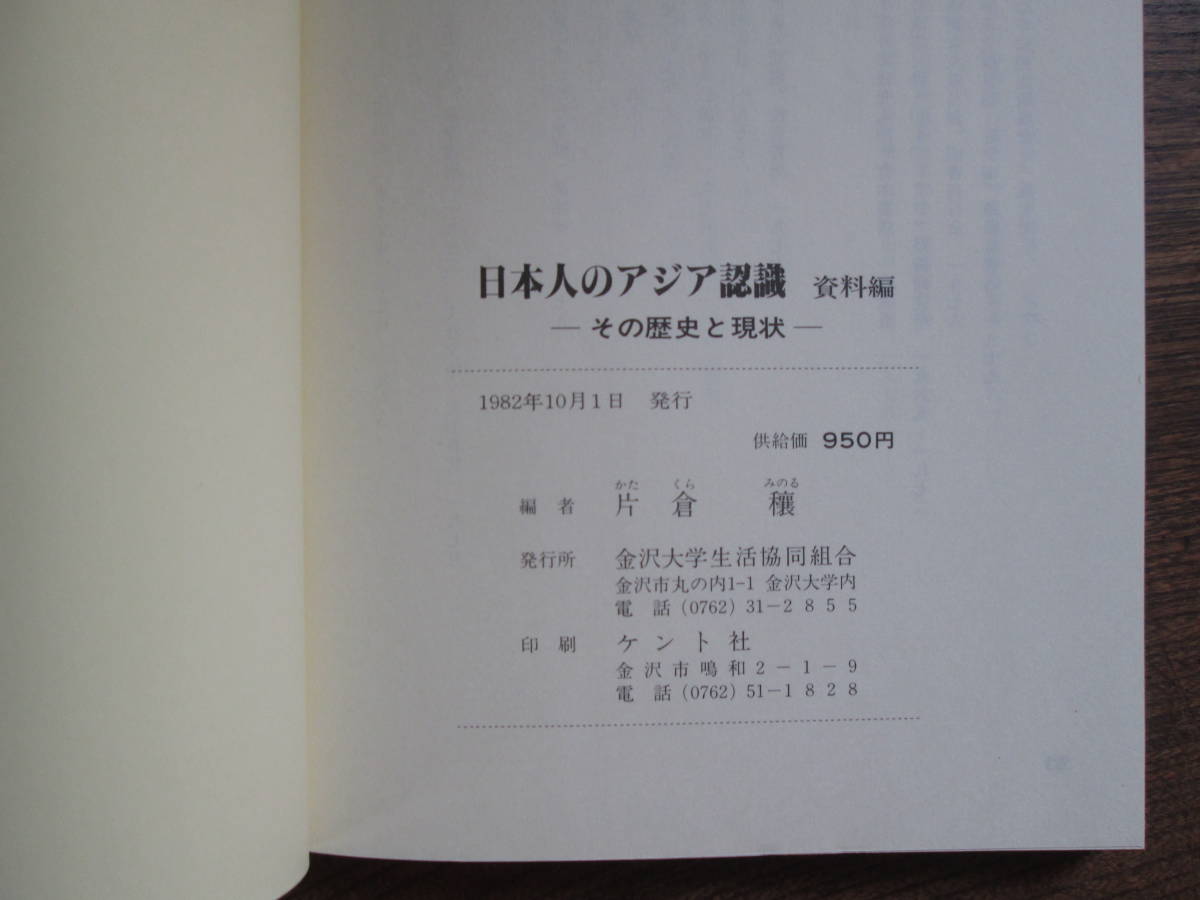 日本人のアジア認識 資料編
―その歴史と現状―
1982年10月1日 発行
供給価 950円
かた くら みのる
編者 片倉 穰
発行所 金沢大学生活協同組合
金沢市丸の内1-1 金沢大学内
電話(0762)31-2855
印刷 ケント社
金沢市鳴和2-1-9
電話(0762)51-1828